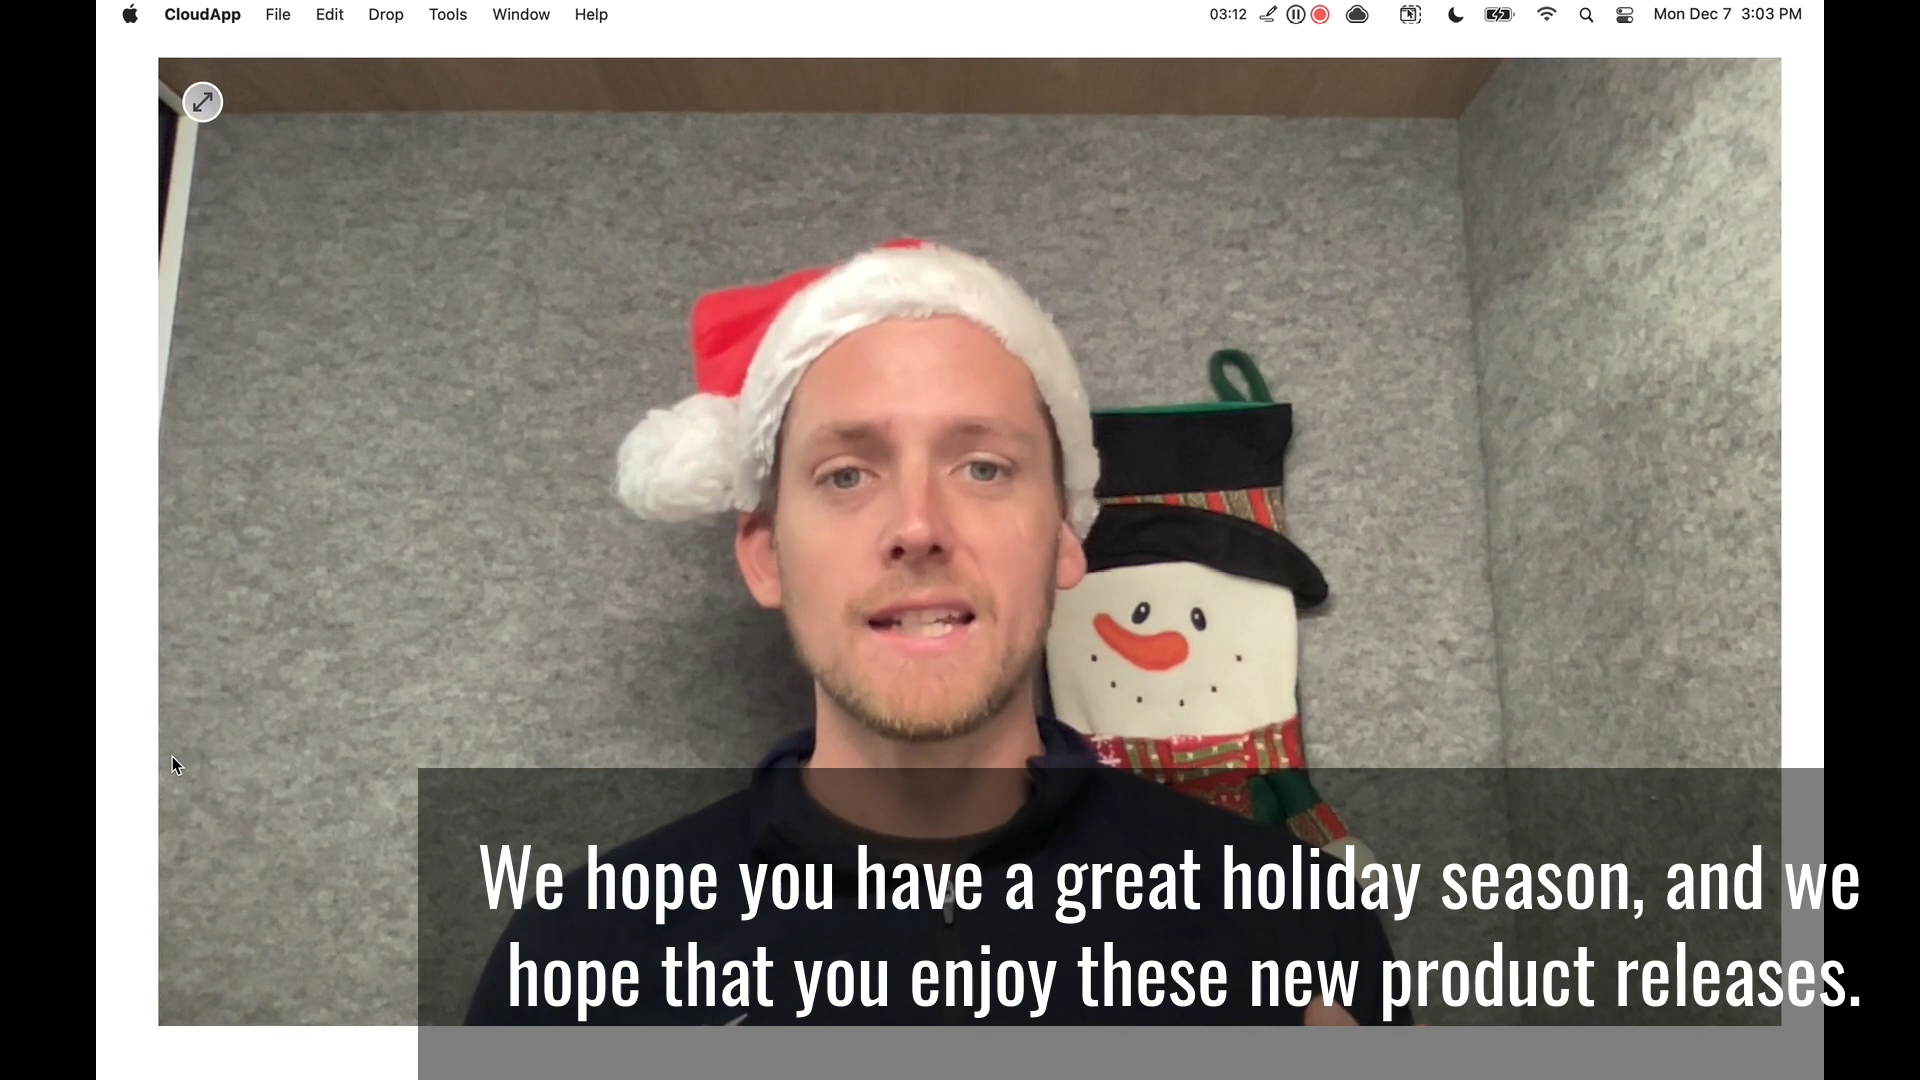 CloudApp File Edit Drop Tools Window Help 03:12 Mon Dec 7 3:03 PM
We hope you have a great holiday season, and we
hope that you enjoy these new product releases.